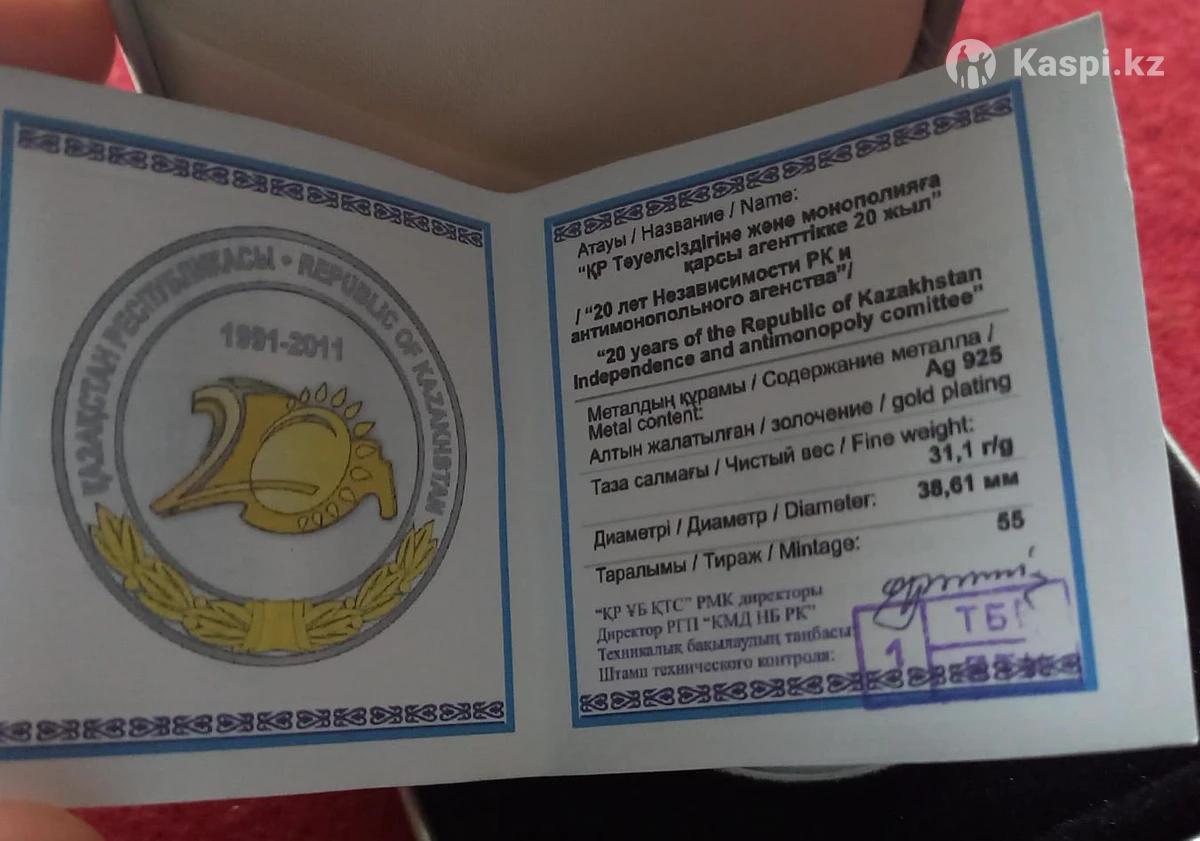 Kaspi.kz
ҚАЗАҚСТАН РЕСПУБЛИКАСЫ • REPUBLIC OF KAZAKHSTAN
1991-2011
20
Атауы / Название / Name:
“ҚР Тәуелсіздігіне және монополияға
қарсы агенттікке 20 жыл”
/ “20 лет Независимости РК и
антимонопольного агенства”/
“20 years of the Republic of Kazakhstan
Independence and antimonopoly comittee”
Металдың құрамы / Содержание металла /
Metal content:
Ag 925
Алтын жалатылған / золочение / gold plating
Таза салмағы / Чистый вес / Fine weight:
31,1 г/g
Диаметрі / Диаметр / Diameter:
38,61 мм
Таралымы / Тираж / Mintage:
55
“ҚР ҰБ ҚТС” РМК директоры
Директор РГП “КМД НБ РК”
Техникалық бақылаудың таңбасы:
Штамп технического контроля:
1